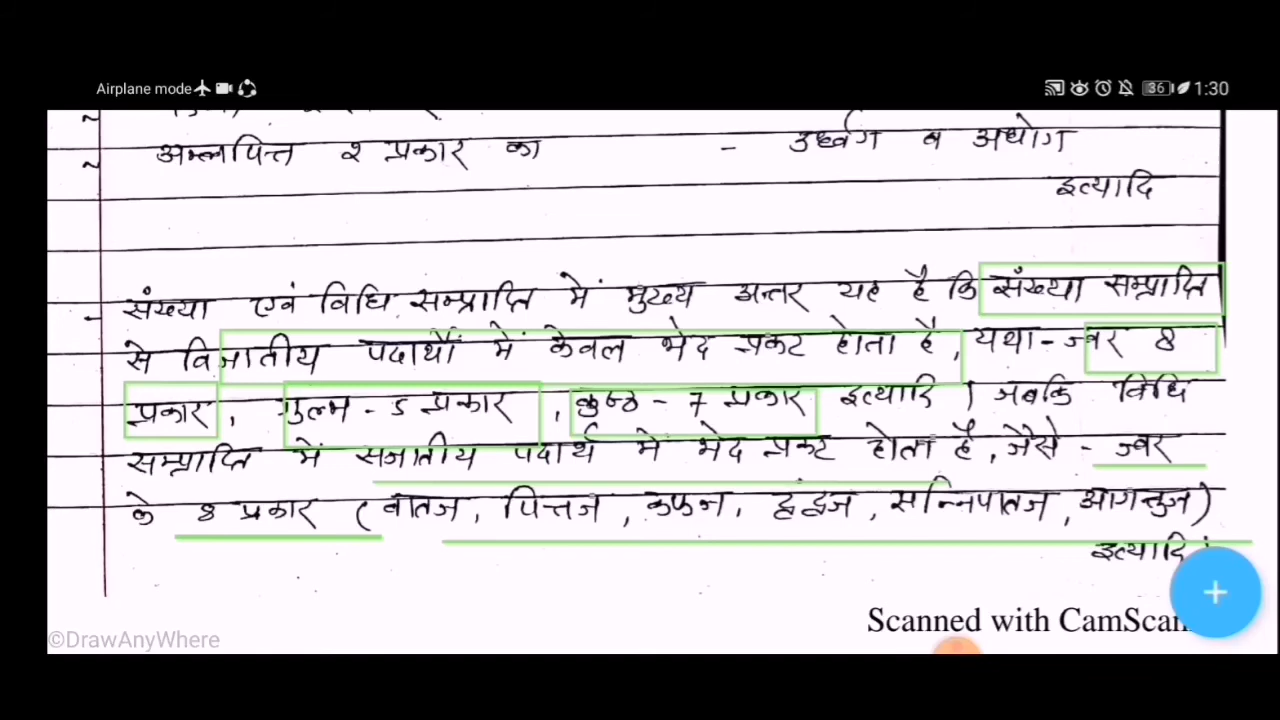 Airplane mode 36 1:30
अम्लपित्त २ प्रकार का - उर्ध्वग व अधोग
इत्यादि
संख्या एवं विधि सम्प्राप्ति में मुख्य अन्तर यह है कि संख्या सम्प्राप्ति
से विजातीय पदार्थों में केवल भेद प्रकट होता है, यथा - ज्वर 8
प्रकार, गुल्म - 5 प्रकार, कुष्ठ - 7 प्रकार इत्यादि । जबकि विधि
सम्प्राप्ति में सजातीय पदार्थ में भेद प्रकट होता है, जैसे - ज्वर
के 8 प्रकार (वातज, पित्तज, कफज, द्वंद्वज, सन्निपातज, आगन्तुज)
इत्यादि ।
Scanned with CamScan
©DrawAnyWhere